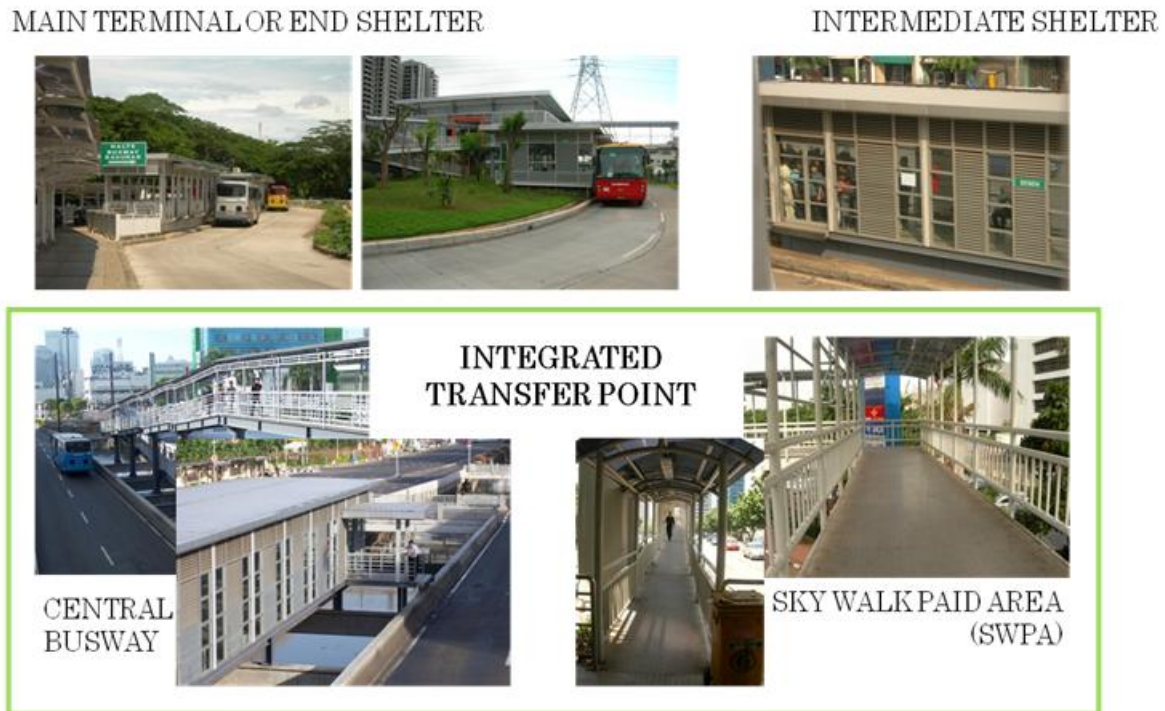 MAIN TERMINAL OR END SHELTER
INTERMEDIATE SHELTER
HALTE
BUSWAY
INTEGRATED
TRANSFER POINT
CENTRAL
BUSWAY
SKY WALK PAID AREA
(SWPA)